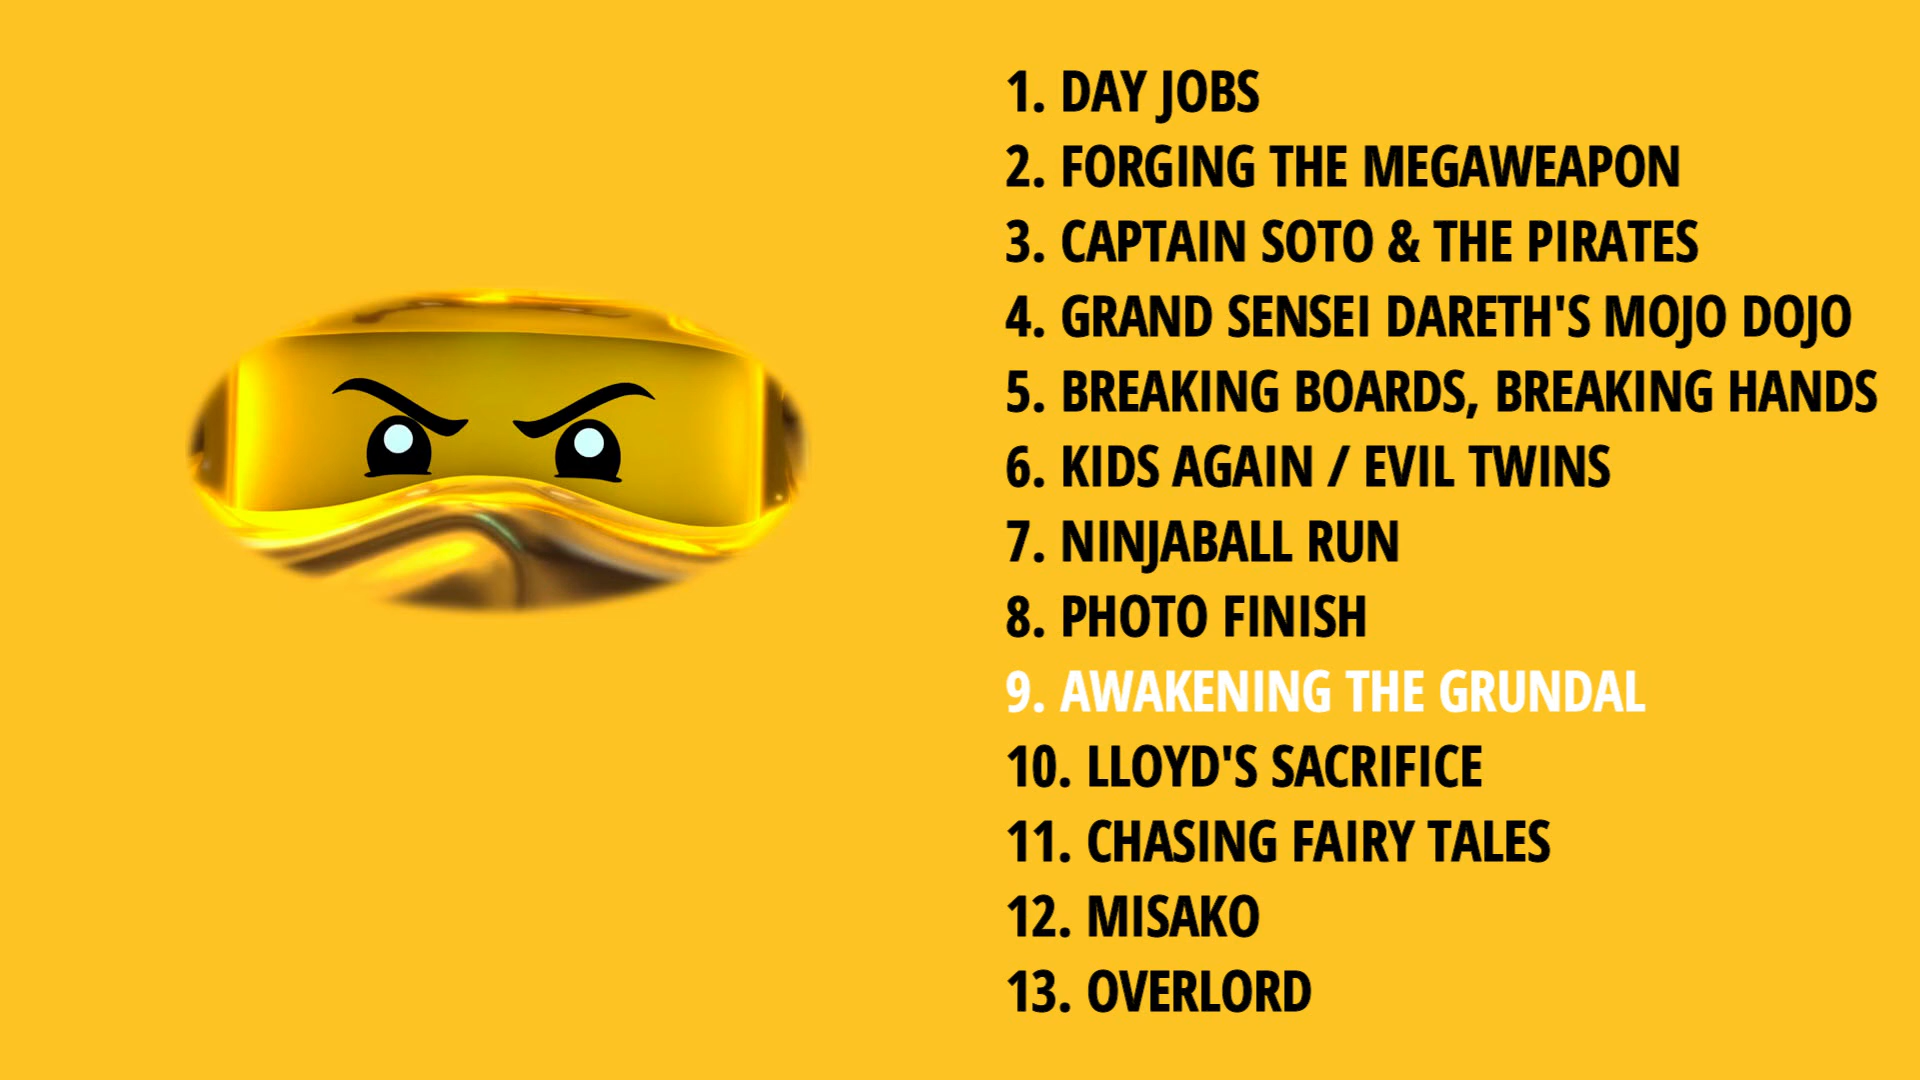 1. DAY JOBS
2. FORGING THE MEGAWEAPON
3. CAPTAIN SOTO & THE PIRATES
4. GRAND SENSEI DARETH'S MOJO DOJO
5. BREAKING BOARDS, BREAKING HANDS
6. KIDS AGAIN / EVIL TWINS
7. NINJABALL RUN
8. PHOTO FINISH
9. AWAKENING THE GRUNDAL
10. LLOYD'S SACRIFICE
11. CHASING FAIRY TALES
12. MISAKO
13. OVERLORD